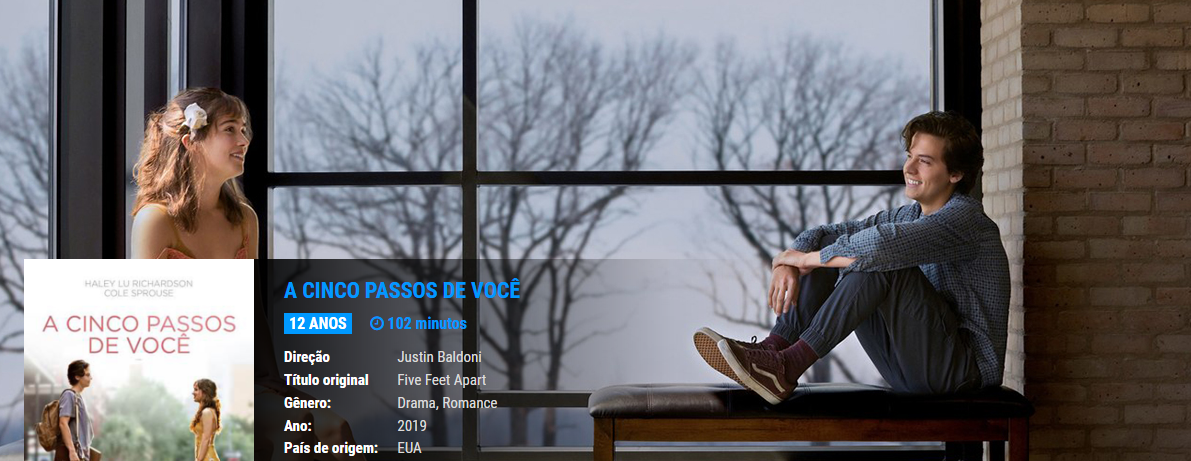 HALEY LU RICHARDSON
COLE SPROUSE
A CINCO PASSOS
DE VOCÊ
A CINCO PASSOS DE VOCÊ
12 ANOS 102 minutos
Direção Justin Baldoni
Título original Five Feet Apart
Gênero: Drama, Romance
Ano: 2019
País de origem: EUA